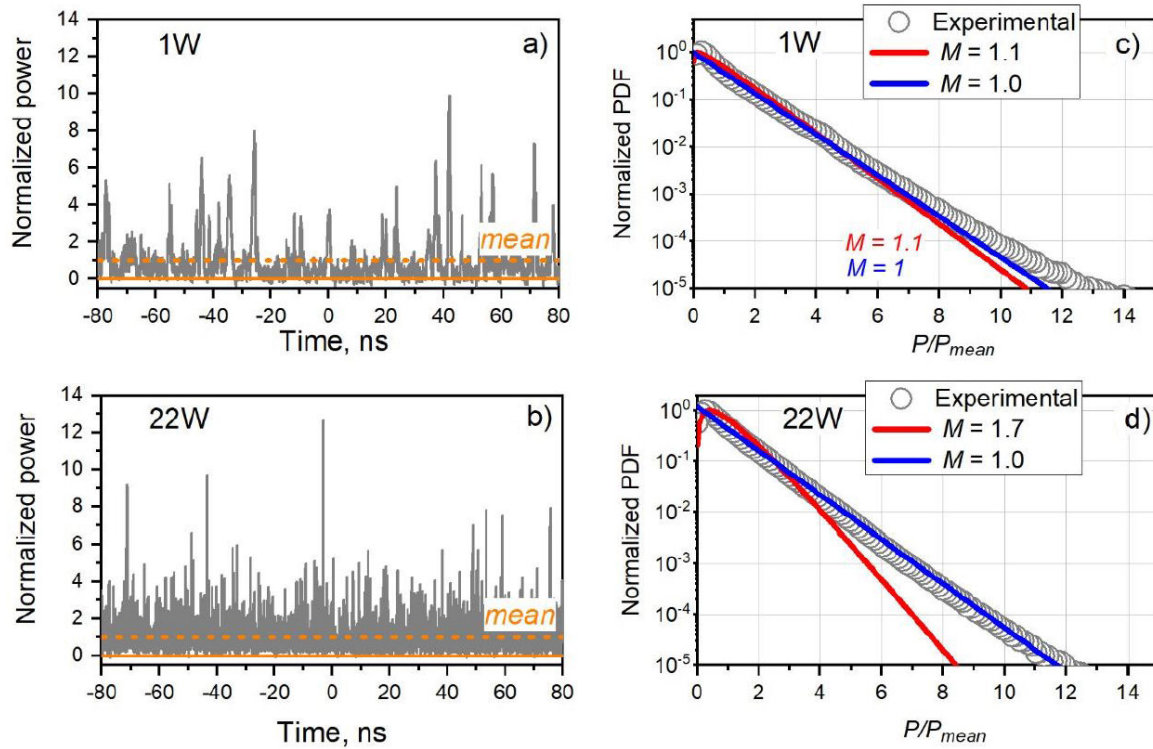 1W
a)
Normalized power
14
12
10
8
6
4
2
0
mean
-80 -60 -40 -20 0 20 40 60 80
Time, ns
1W
c)
Experimental
M = 1.1
M = 1.0
Normalized PDF
10^0
10^-1
10^-2
10^-3
10^-4
10^-5
M = 1.1
M = 1
0 2 4 6 8 10 12 14
P/P_mean
22W
b)
Normalized power
14
12
10
8
6
4
2
0
mean
-80 -60 -40 -20 0 20 40 60 80
Time, ns
22W
d)
Experimental
M = 1.7
M = 1.0
Normalized PDF
10^0
10^-1
10^-2
10^-3
10^-4
10^-5
0 2 4 6 8 10 12 14
P/P_mean